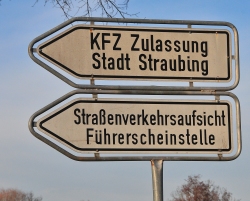 KFZ Zulassung
Stadt Straubing
Straßenverkehrsaufsicht
Führerscheinstelle